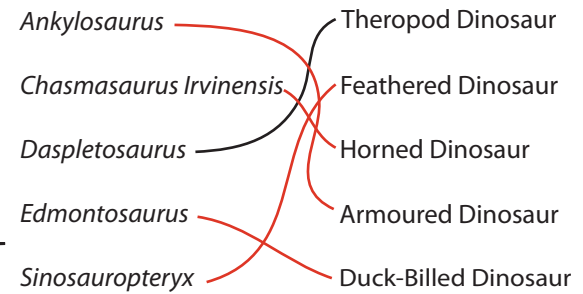 Ankylosaurus
Theropod Dinosaur
Chasmasaurus Irvinensis
Feathered Dinosaur
Daspletosaurus
Horned Dinosaur
Edmontosaurus
Armoured Dinosaur
Sinosauropteryx
Duck-Billed Dinosaur